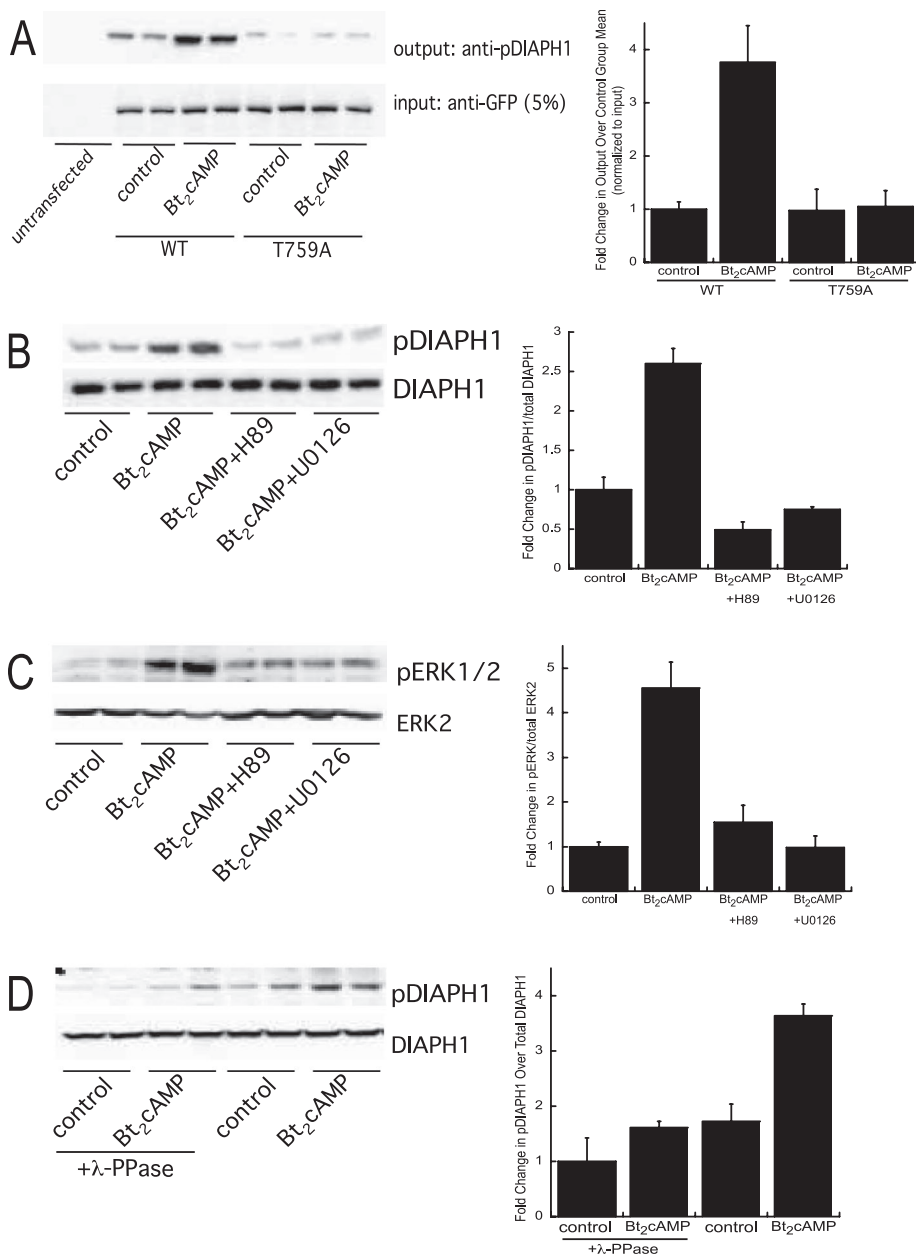 A
output: anti-pDIAPH1
input: anti-GFP (5%)
untransfected
control
Bt2cAMP
control
Bt2cAMP
WT
T759A
Fold Change in Output Over Control Group Mean
(normalized to input)
4
3
2
1
0
control
Bt2cAMP
control
Bt2cAMP
WT
T759A
B
pDIAPH1
DIAPH1
control
Bt2cAMP
Bt2cAMP+H89
Bt2cAMP+U0126
Fold Change in pDIAPH1/total DIAPH1
3
2.5
2
1.5
1
0.5
0
control
Bt2cAMP
Bt2cAMP
+H89
Bt2cAMP
+U0126
C
pERK1/2
ERK2
control
Bt2cAMP
Bt2cAMP+H89
Bt2cAMP+U0126
Fold Change in pERK/total ERK2
5
4
3
2
1
0
control
Bt2cAMP
Bt2cAMP
+H89
Bt2cAMP
+U0126
D
pDIAPH1
DIAPH1
control
Bt2cAMP
control
Bt2cAMP
+λ-PPase
Fold Change in pDIAPH1 Over Total DIAPH1
4
3
2
1
0
control
Bt2cAMP
control
Bt2cAMP
+λ-PPase